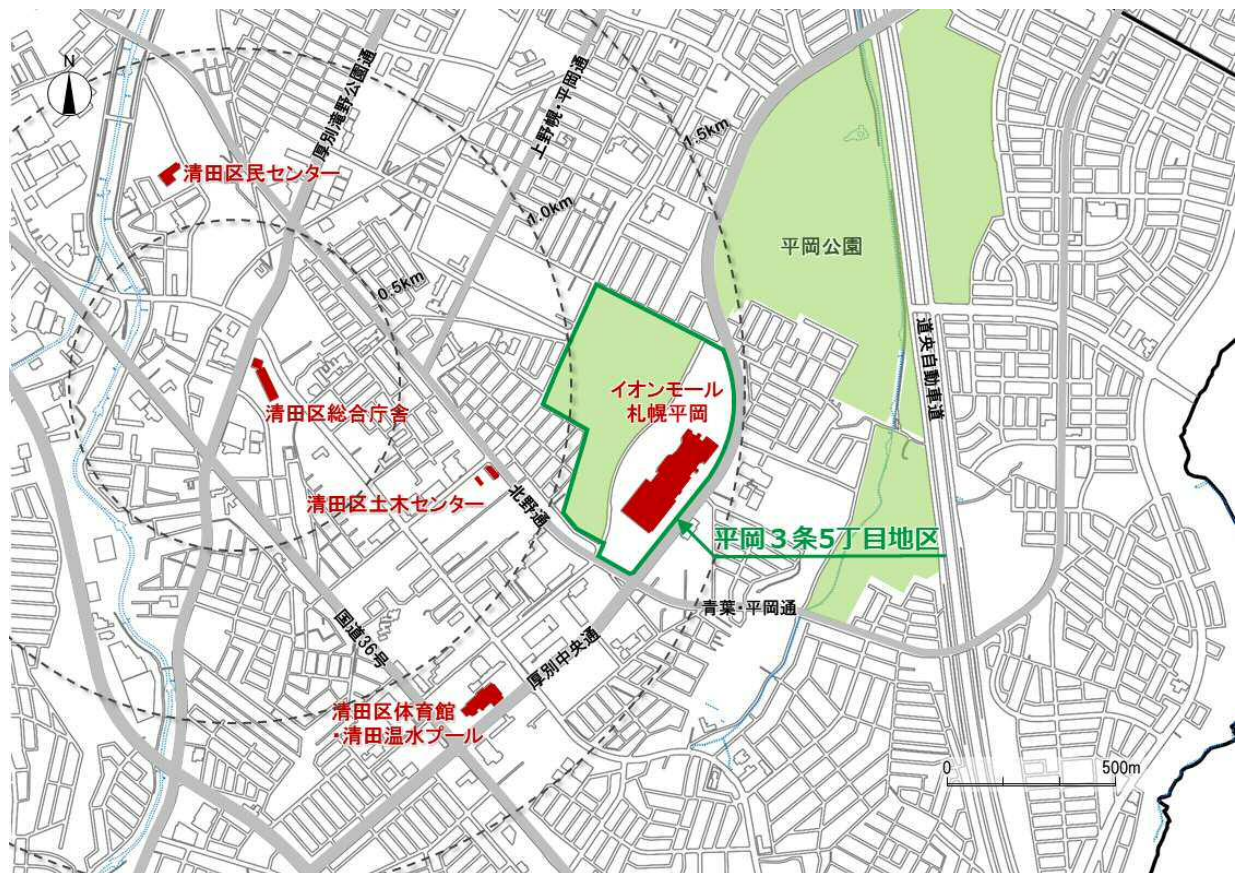 N
厚別滝野公園通
上野幌・平岡通
1.5km
清田区民センター
1.0km
平岡公園
0.5km
道央自動車道
イオンモール
札幌平岡
清田区総合庁舎
清田区土木センター
北野通
平岡３条5丁目地区
青葉・平岡通
国道36号
厚別中央通
清田区体育館
・清田温水プール
0
500m